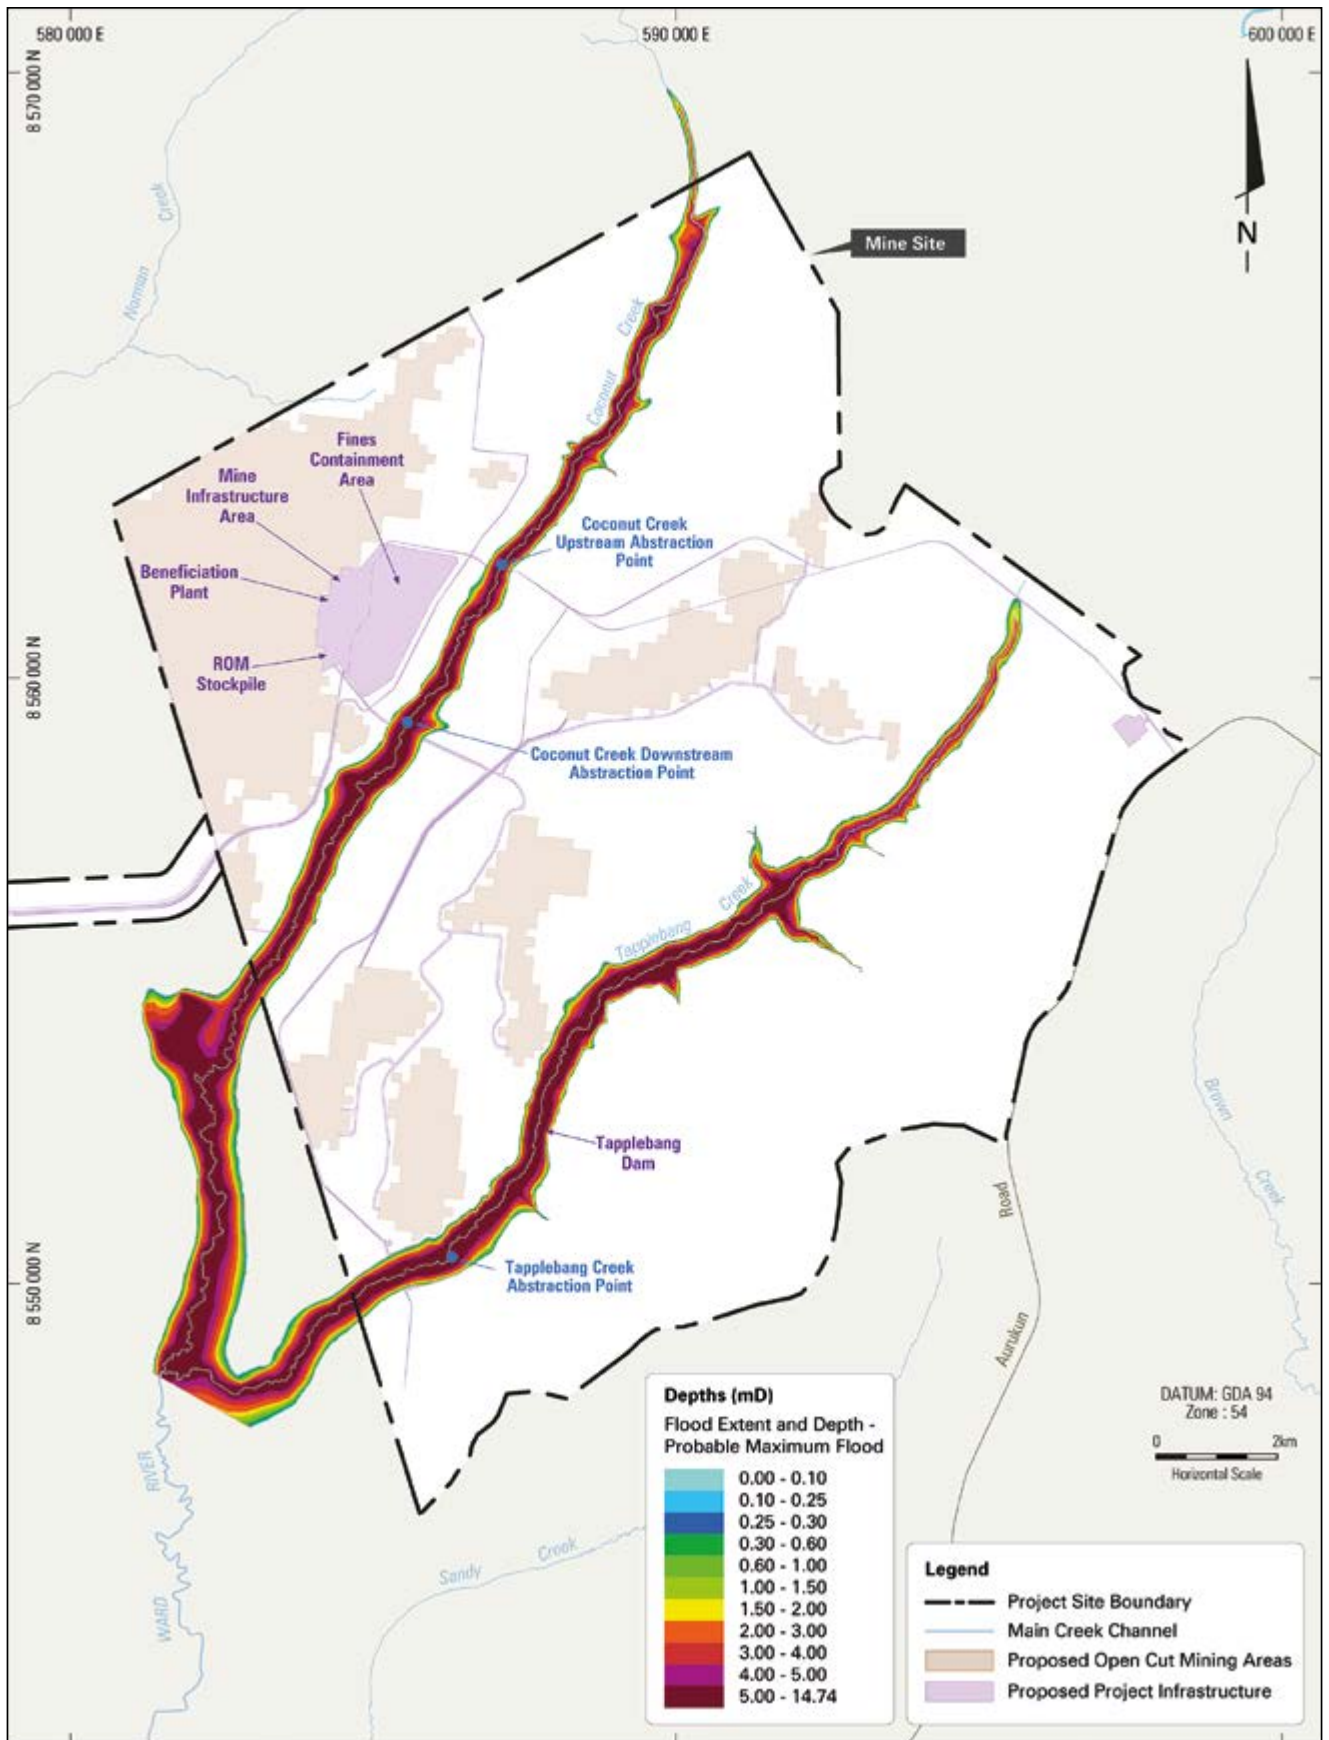 580 000 E
590 000 E
600 000 E
8 570 000 N
N
Mine Site
Norman
Creek
Coconut
Creek
Fines
Containment
Area
Mine
Infrastructure
Area
Coconut Creek
Upstream Abstraction
Point
Beneficiation
Plant
8 560 000 N
ROM
Stockpile
Coconut Creek Downstream
Abstraction Point
Tapplebang
Creek
Brown
Creek
Tapplebang
Dam
Road
Aurukun
8 550 000 N
Tapplebang Creek
Abstraction Point
DATUM: GDA 94
Zone : 54
0
2km
Horizontal Scale
RIVER
WARD
Sandy
Creek
Depths (mD)
Flood Extent and Depth -
Probable Maximum Flood
0.00 - 0.10
0.10 - 0.25
0.25 - 0.30
0.30 - 0.60
0.60 - 1.00
1.00 - 1.50
1.50 - 2.00
2.00 - 3.00
3.00 - 4.00
4.00 - 5.00
5.00 - 14.74
Legend
Project Site Boundary
Main Creek Channel
Proposed Open Cut Mining Areas
Proposed Project Infrastructure